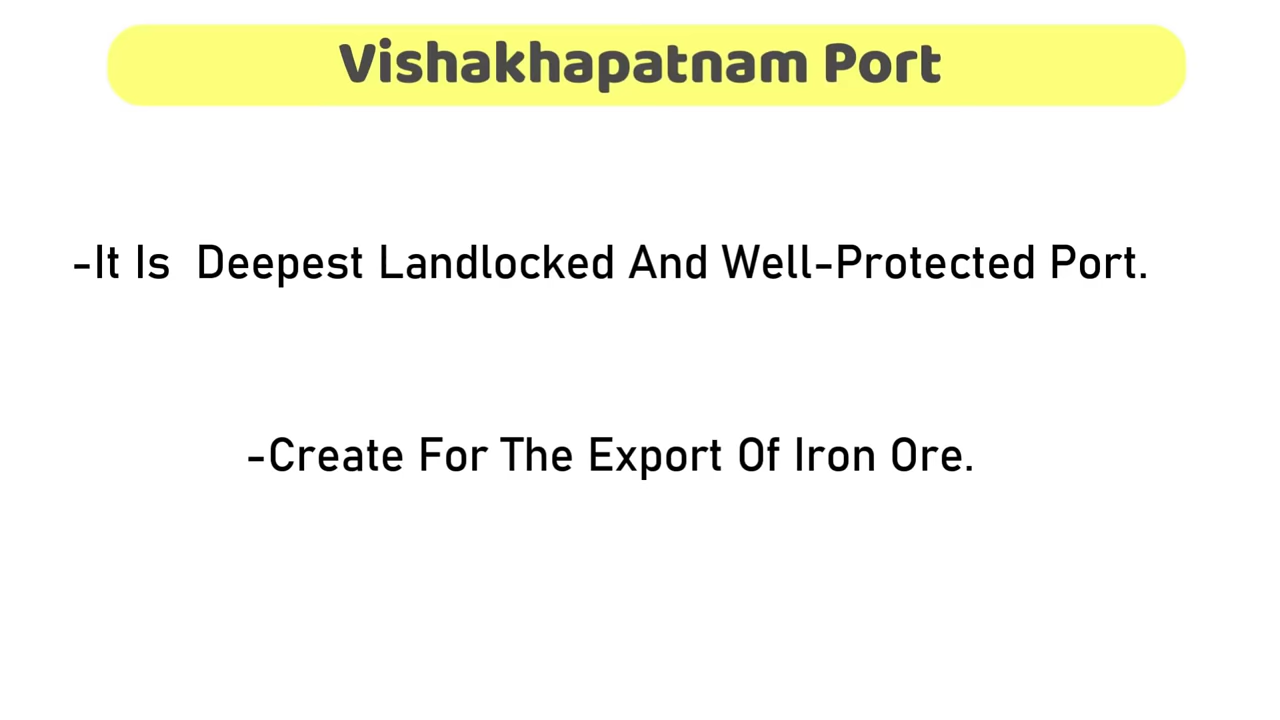 Vishakhapatnam Port
-It Is  Deepest Landlocked And Well-Protected Port.
-Create For The Export Of Iron Ore.